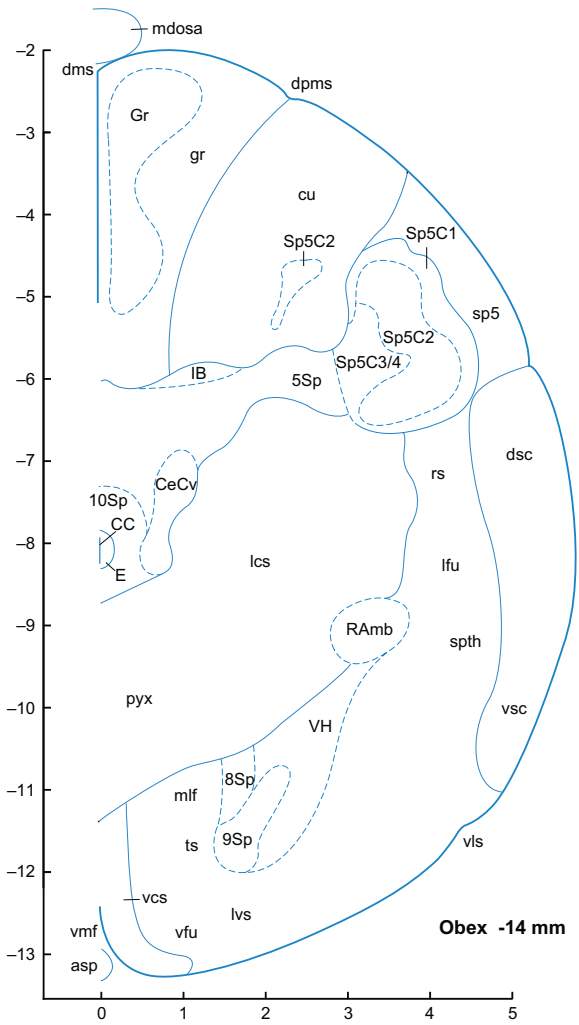 mdosa
–2
dms
dpms
Gr
–3
gr
cu
–4
Sp5C1
Sp5C2
–5
sp5
Sp5C2
IB
Sp5C3/4
–6
5Sp
dsc
–7
rs
CeCv
10Sp
CC
–8
lcs
lfu
E
–9
RAmb
spth
pyx
vsc
–10
VH
8Sp
–11
mlf
ts
9Sp
vls
–12
vcs
lvs
vmf
vfu
Obex -14 mm
–13
asp
0 1 2 3 4 5